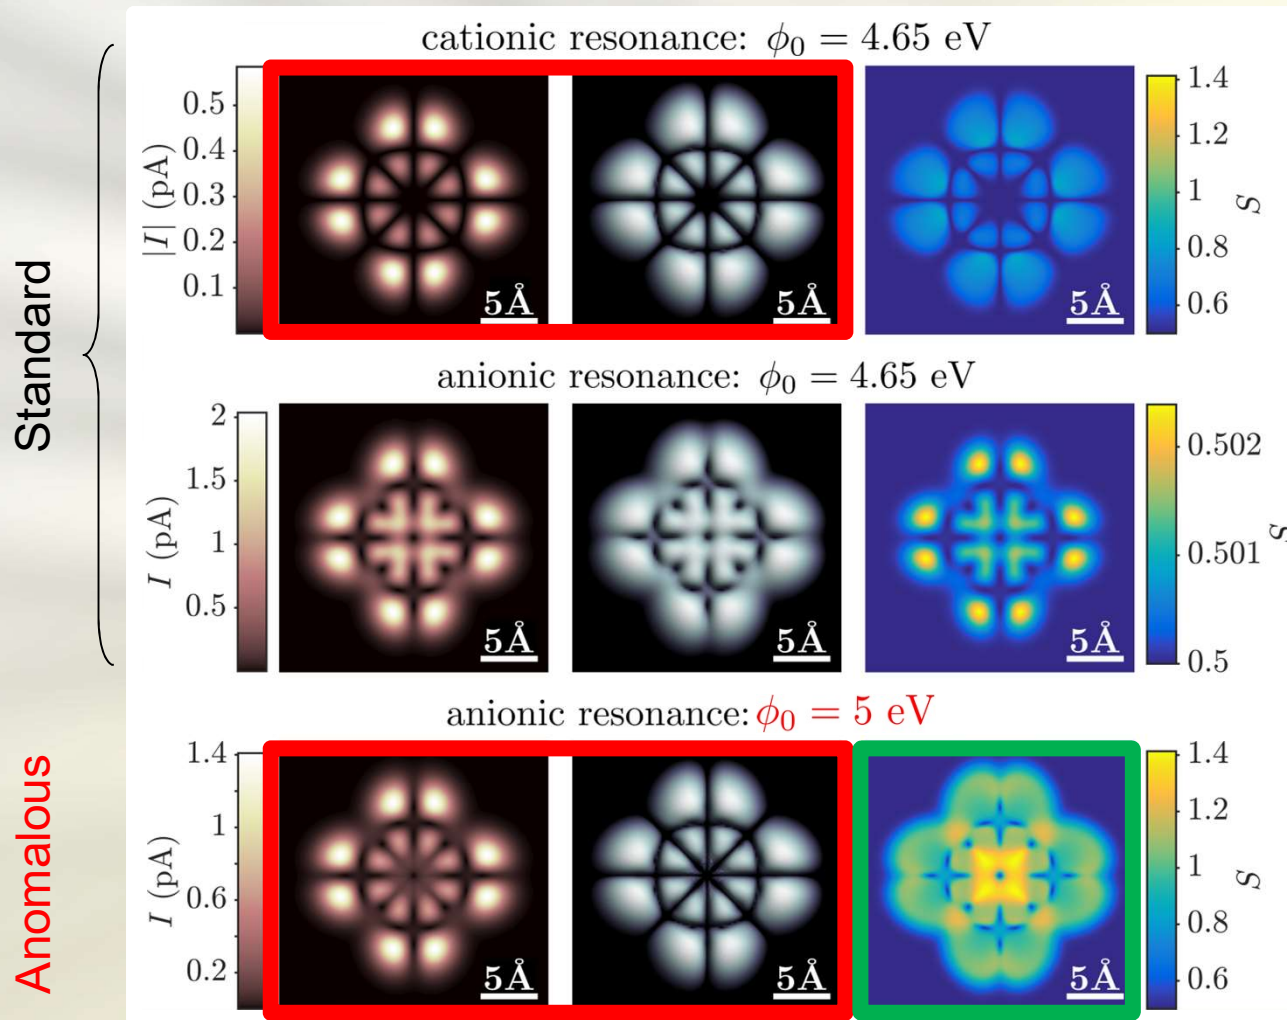 Standard
Anomalous
cationic resonance: ϕ₀ = 4.65 eV
|I| (pA)
0.5
0.4
0.3
0.2
0.1
5Å
5Å
5Å
1.4
1.2
1
0.8
0.6
S
anionic resonance: ϕ₀ = 4.65 eV
I (pA)
2
1.5
1
0.5
5Å
5Å
5Å
0.502
0.501
0.5
S
anionic resonance: ϕ₀ = 5 eV
I (pA)
1.4
1
0.6
0.2
5Å
5Å
5Å
1.4
1.2
1
0.8
0.6
S